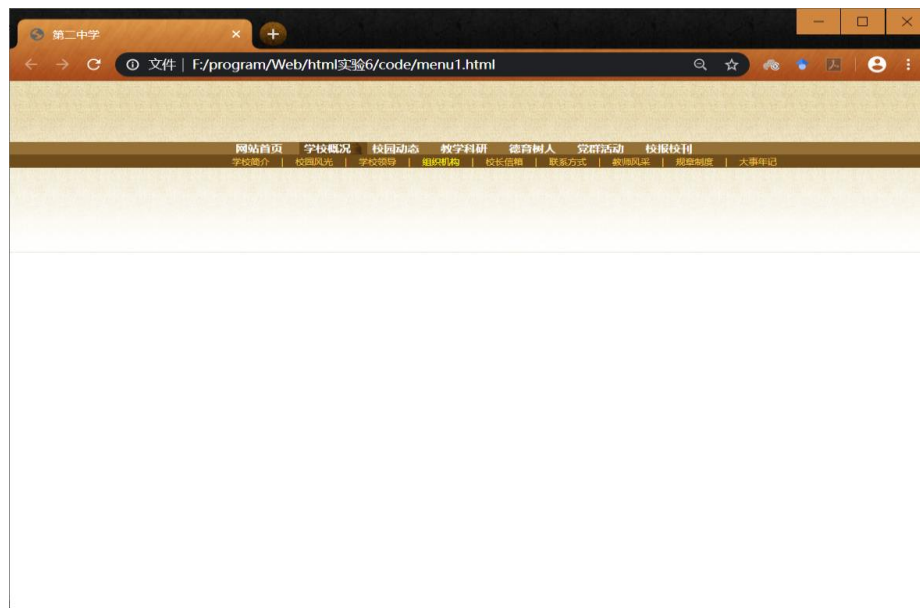 第二中学
文件 | F:/program/Web/html实验6/code/menu1.html
网站首页 学校概况 校园动态 教学科研 德育树人 党群活动 校报校刊
学校简介 | 校园风光 | 学校领导 | 组织机构 | 校长信箱 | 联系方式 | 教师风采 | 规章制度 | 大事年记